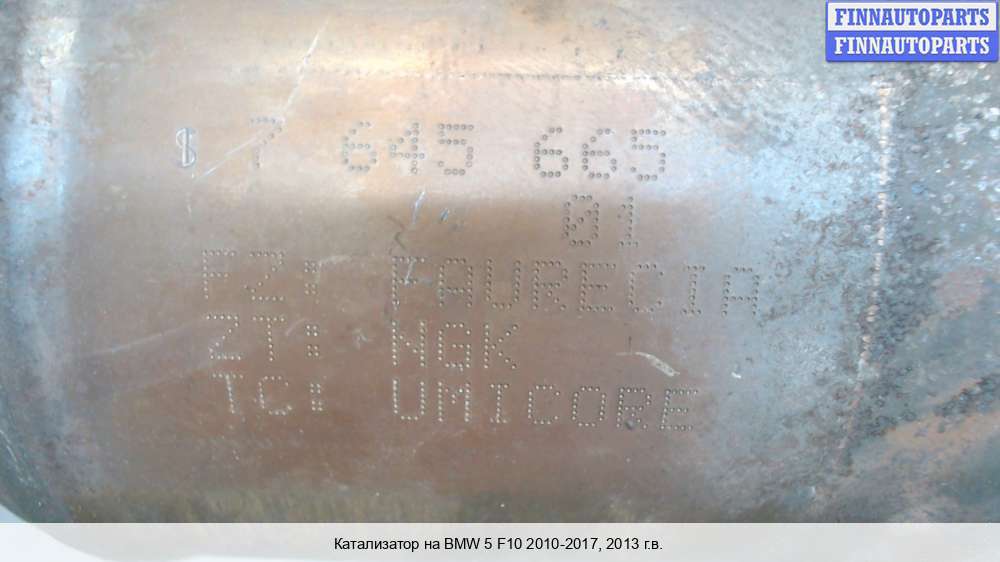 FINNAUTOPARTS
FINNAUTOPARTS
$ 7 645 665
01
FZ: FAURECIA
ZT: NGK
TC: UMICORE
Катализатор на BMW 5 F10 2010-2017, 2013 г.в.